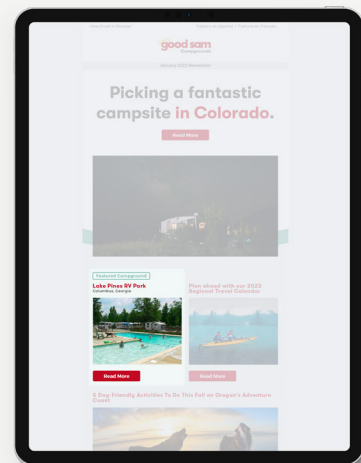 good sam
Campgrounds
January 2023 Newsletter
Picking a fantastic
campsite in Colorado.
Read More
Featured Campground
Lake Pines RV Park
Columbus, Georgia
Read More
Plan ahead with our 2023
Regional Travel Calendar
Read More
5 Dog-Friendly Activities To Do This Fall on Oregon's Adventure
Coast